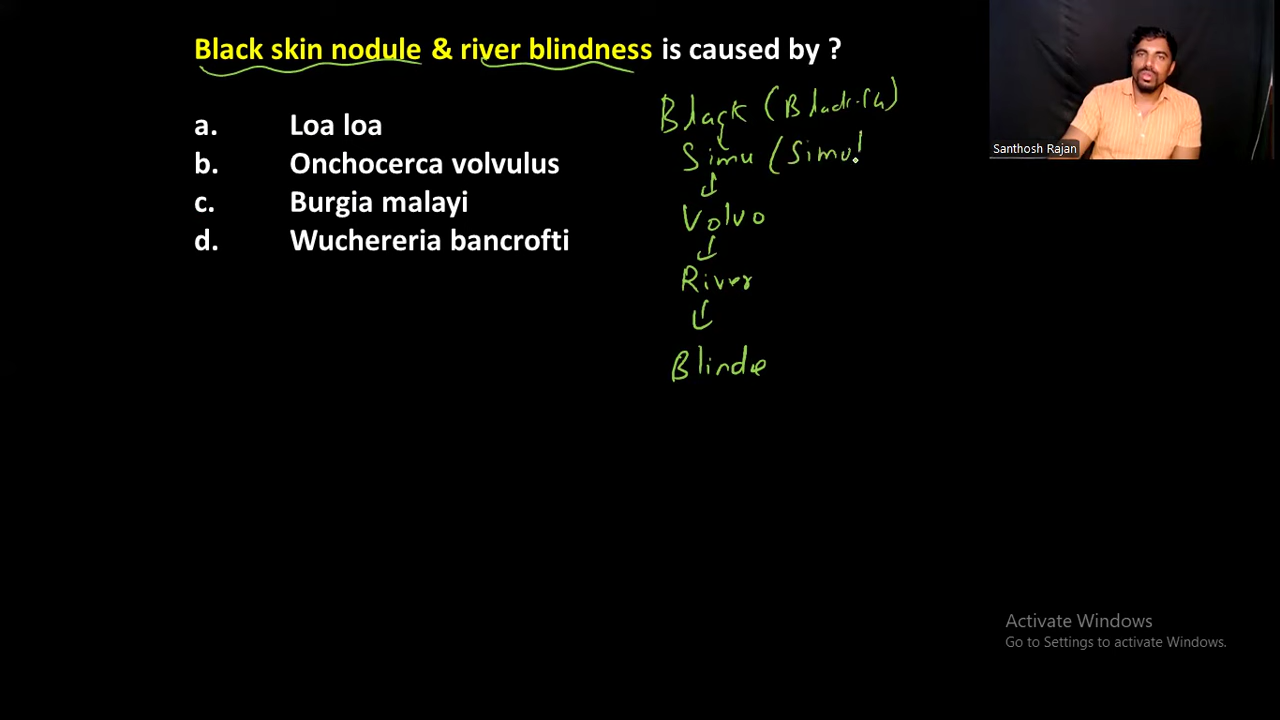 Black skin nodule & river blindness is caused by ?
a. Loa loa
b. Onchocerca volvulus
c. Burgia malayi
d. Wuchereria bancrofti
Black (
Simu (Simul
Volvo
River
Blinde
Santhosh Rajan
Activate Windows
Go to Settings to activate Windows.